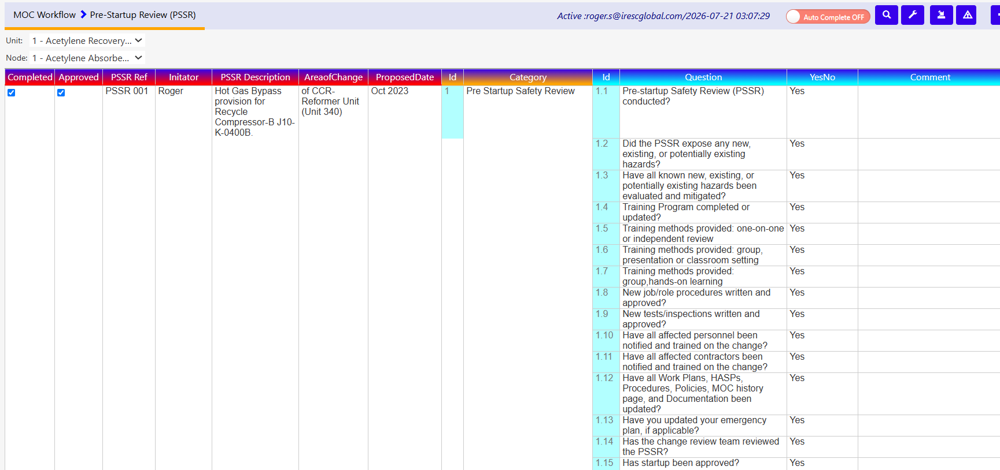 MOC Workflow Pre-Startup Review (PSSR)
Active :roger.s@irescglobal.com/2026-07-21 03:07:29
Auto Complete OFF
Unit: 1 - Acetylene Recovery...
Node: 1 - Acetylene Absorbe...
Completed Approved PSSR Ref Initator PSSR Description AreaofChange ProposedDate Id Category Id Question YesNo Comment
PSSR 001 Roger Hot Gas Bypass of CCR- Oct 2023 1 Pre Startup Safety Review 1.1 Pre-startup Safety Review (PSSR) Yes
provision for Reformer Unit conducted?
Recycle (Unit 340)
Compressor-B J10-
K-0400B.
1.2 Did the PSSR expose any new, Yes
existing, or potentially existing
hazards?
1.3 Have all known new, existing, or Yes
potentially existing hazards been
evaluated and mitigated?
1.4 Training Program completed or Yes
updated?
1.5 Training methods provided: one-on-one Yes
or independent review
1.6 Training methods provided: group, Yes
presentation or classroom setting
1.7 Training methods provided: Yes
group,hands-on learning
1.8 New job/role procedures written and Yes
approved?
1.9 New tests/inspections written and Yes
approved?
1.10 Have all affected personnel been Yes
notified and trained on the change?
1.11 Have all affected contractors been Yes
notified and trained on the change?
1.12 Have all Work Plans, HASPs, Yes
Procedures, Policies, MOC history
page, and Documentation been
updated?
1.13 Have you updated your emergency Yes
plan, if applicable?
1.14 Has the change review team reviewed Yes
the PSSR?
1.15 Has startup been approved? Yes